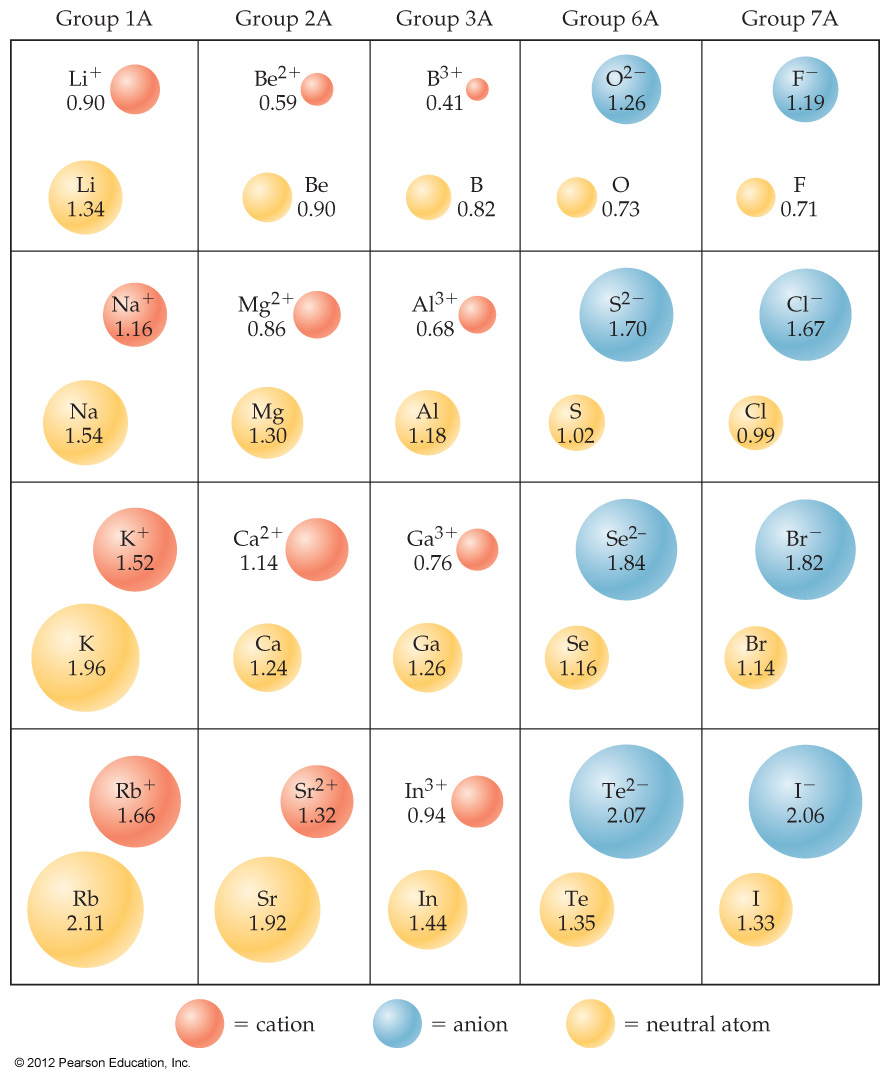 Group 1A Group 2A Group 3A Group 6A Group 7A
Li⁺ Be²⁺ B³⁺ O²⁻ F⁻
0.90 0.59 0.41 1.26 1.19
Li Be B O F
1.34 0.90 0.82 0.73 0.71
Na⁺ Mg²⁺ Al³⁺ S²⁻ Cl⁻
1.16 0.86 0.68 1.70 1.67
Na Mg Al S Cl
1.54 1.30 1.18 1.02 0.99
K⁺ Ca²⁺ Ga³⁺ Se²⁻ Br⁻
1.52 1.14 0.76 1.84 1.82
K Ca Ga Se Br
1.96 1.24 1.26 1.16 1.14
Rb⁺ Sr²⁺ In³⁺ Te²⁻ I⁻
1.66 1.32 0.94 2.07 2.06
Rb Sr In Te I
2.11 1.92 1.44 1.35 1.33
= cation = anion = neutral atom
© 2012 Pearson Education, Inc.